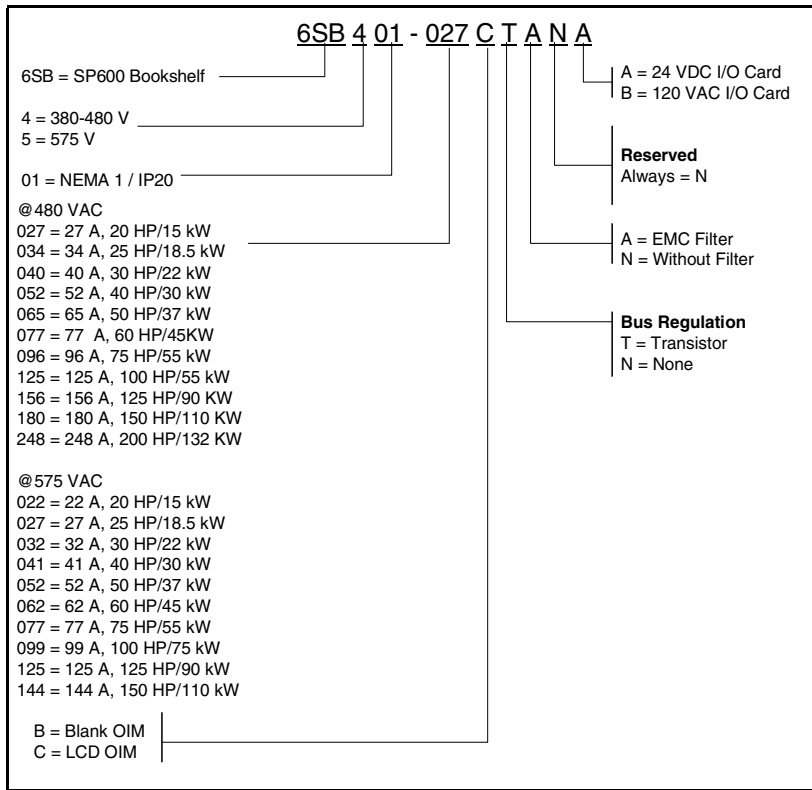 6SB 4 01 - 027 C T A N A
6SB = SP600 Bookshelf
4 = 380-480 V
5 = 575 V
01 = NEMA 1 / IP20
@480 VAC
027 = 27 A, 20 HP/15 kW
034 = 34 A, 25 HP/18.5 kW
040 = 40 A, 30 HP/22 kW
052 = 52 A, 40 HP/30 kW
065 = 65 A, 50 HP/37 kW
077 = 77 A, 60 HP/45KW
096 = 96 A, 75 HP/55 kW
125 = 125 A, 100 HP/55 kW
156 = 156 A, 125 HP/90 KW
180 = 180 A, 150 HP/110 KW
248 = 248 A, 200 HP/132 KW
@575 VAC
022 = 22 A, 20 HP/15 kW
027 = 27 A, 25 HP/18.5 kW
032 = 32 A, 30 HP/22 kW
041 = 41 A, 40 HP/30 kW
052 = 52 A, 50 HP/37 kW
062 = 62 A, 60 HP/45 kW
077 = 77 A, 75 HP/55 kW
099 = 99 A, 100 HP/75 kW
125 = 125 A, 125 HP/90 kW
144 = 144 A, 150 HP/110 kW
B = Blank OIM
C = LCD OIM
A = 24 VDC I/O Card
B = 120 VAC I/O Card
Reserved
Always = N
A = EMC Filter
N = Without Filter
Bus Regulation
T = Transistor
N = None